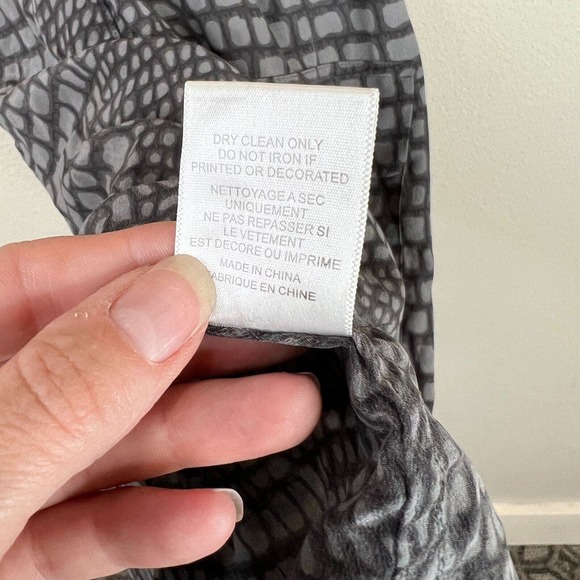 DRY CLEAN ONLY
DO NOT IRON IF
PRINTED OR DECORATED
NETTOYAGE A SEC
UNIQUEMENT
NE PAS REPASSER SI
LE VETEMENT
EST DECORE OU IMPRIME
MADE IN CHINA
FABRIQUE EN CHINE